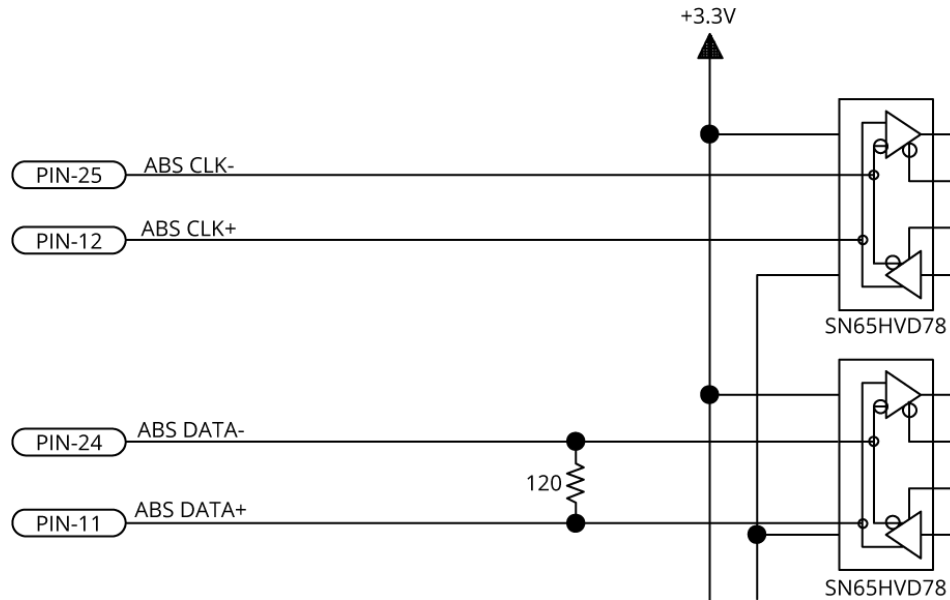 +3.3V
PIN-25
ABS CLK-
PIN-12
ABS CLK+
SN65HVD78
PIN-24
ABS DATA-
120
PIN-11
ABS DATA+
SN65HVD78